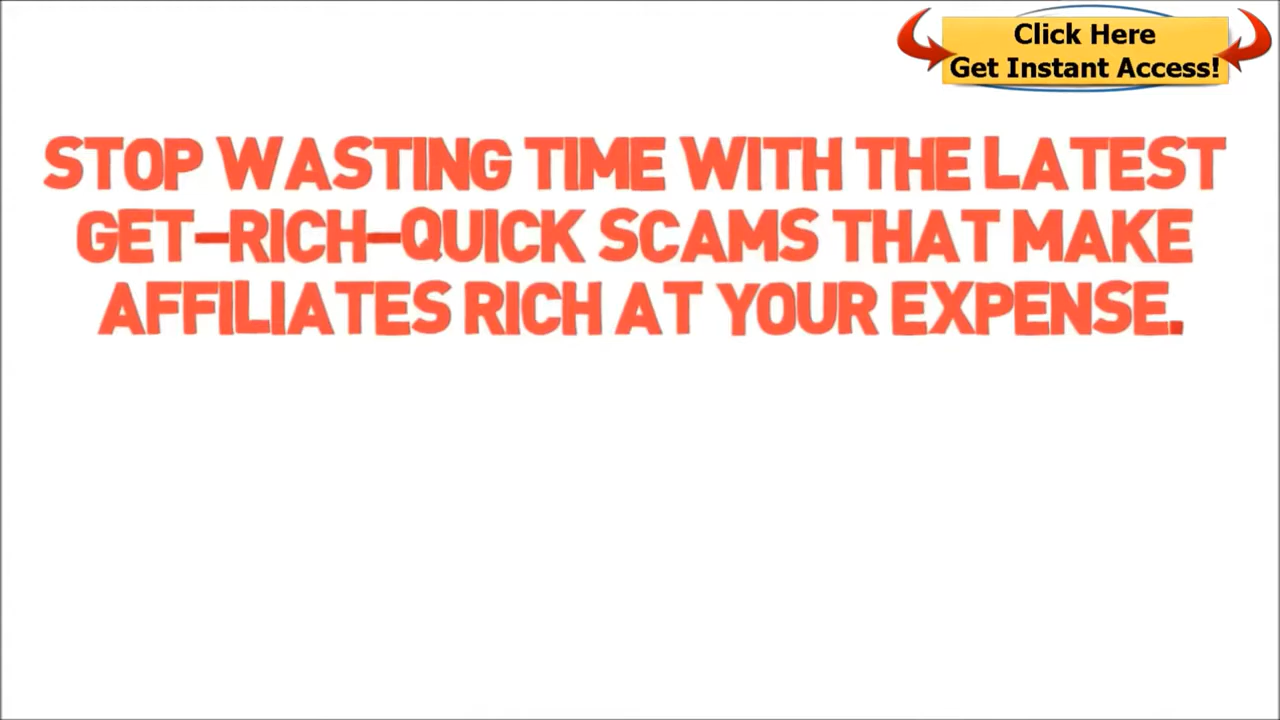 Click Here
Get Instant Access!
STOP WASTING TIME WITH THE LATEST
GET-RICH-QUICK SCAMS THAT MAKE
AFFILIATES RICH AT YOUR EXPENSE.